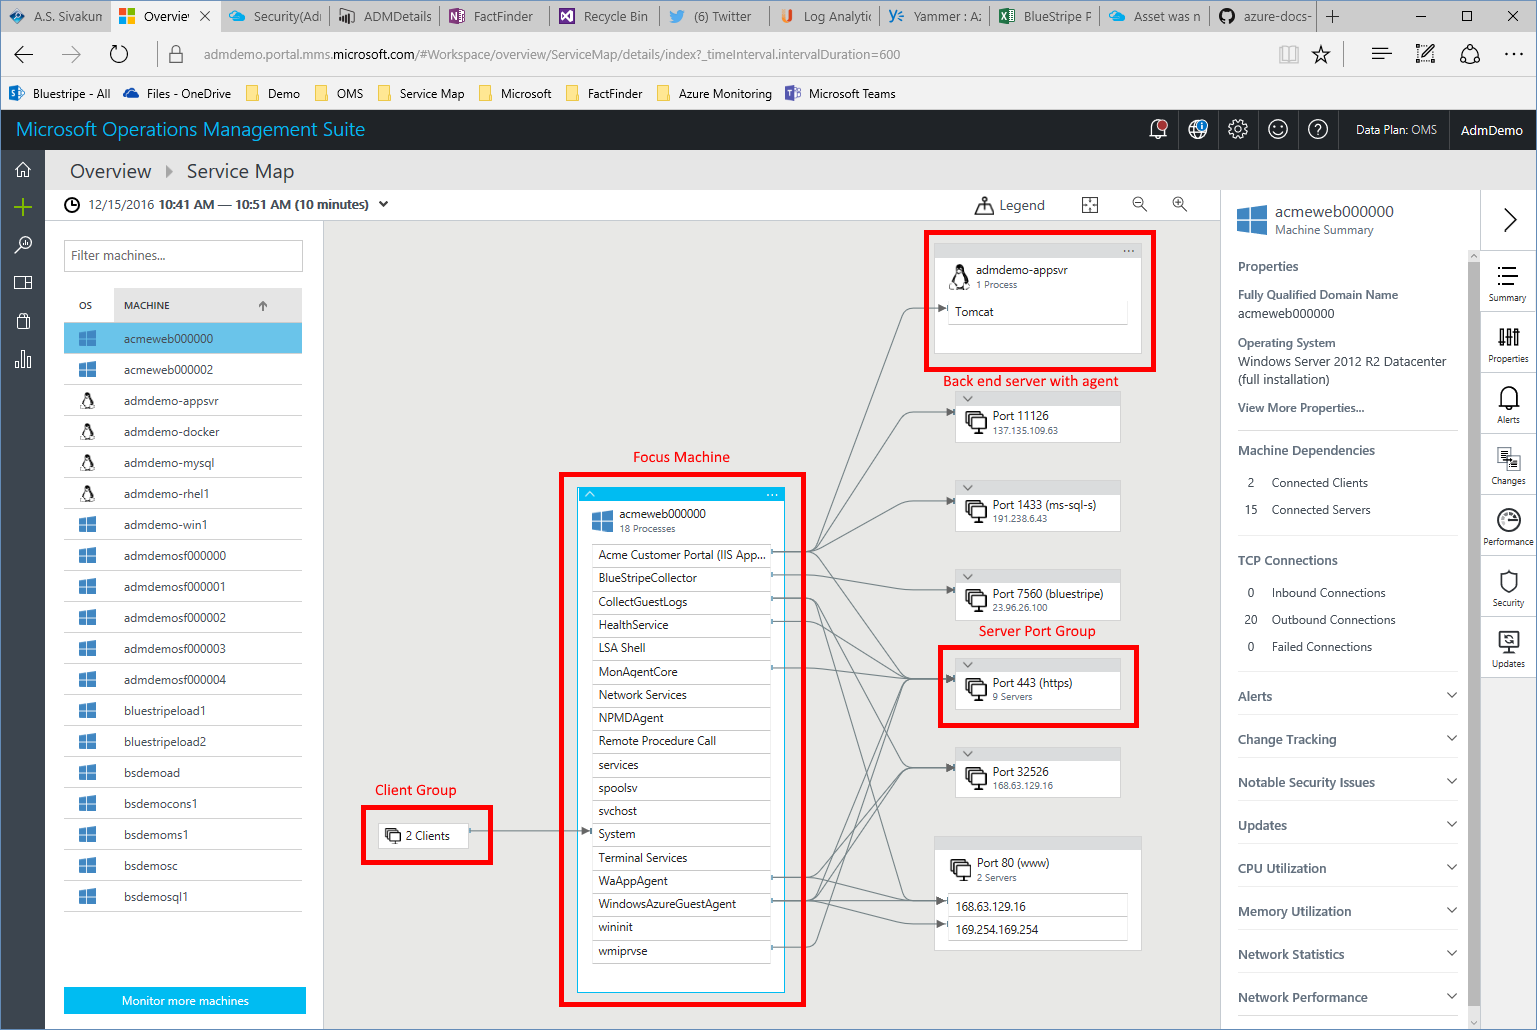 A.S. Sivakum
Overview
Security(Adm
ADMDetails
FactFinder
Recycle Bin
(6) Twitter
Log Analytic
Yammer : Az
BlueStripe P
Asset was n
azure-docs-
admdemo.portal.mms.microsoft.com/#Workspace/overview/ServiceMap/details/index?_timeInterval.intervalDuration=600
Bluestripe - All
Files - OneDrive
Demo
OMS
Service Map
Microsoft
FactFinder
Azure Monitoring
Microsoft Teams
Microsoft Operations Management Suite
Data Plan: OMS
AdmDemo
Overview
Service Map
12/15/2016 10:41 AM — 10:51 AM (10 minutes)
Legend
Filter machines...
OS
MACHINE
acmeweb000000
acmeweb000002
admdemo-appsvr
admdemo-docker
admdemo-mysql
admdemo-rhel1
admdemo-win1
admdemosf000000
admdemosf000001
admdemosf000002
admdemosf000003
admdemosf000004
bluestripeload1
bluestripeload2
bsdemoad
bsdemocons1
bsdemoms1
bsdemosc
bsdemosql1
Monitor more machines
Client Group
2 Clients
Focus Machine
acmeweb000000
18 Processes
Acme Customer Portal (IIS App...
BlueStripeCollector
CollectGuestLogs
HealthService
LSA Shell
MonAgentCore
Network Services
NPMDAgent
Remote Procedure Call
services
spoolsv
svchost
System
Terminal Services
WaAppAgent
WindowsAzureGuestAgent
wininit
wmiprvse
admdemo-appsvr
1 Process
Tomcat
Back end server with agent
Port 11126
137.135.109.63
Port 1433 (ms-sql-s)
191.238.6.43
Port 7560 (bluestripe)
23.96.26.100
Server Port Group
Port 443 (https)
9 Servers
Port 32526
168.63.129.16
Port 80 (www)
2 Servers
168.63.129.16
169.254.169.254
acmeweb000000
Machine Summary
Properties
Fully Qualified Domain Name
acmeweb000000
Operating System
Windows Server 2012 R2 Datacenter
(full installation)
View More Properties...
Machine Dependencies
2 Connected Clients
15 Connected Servers
TCP Connections
0 Inbound Connections
20 Outbound Connections
0 Failed Connections
Alerts
Change Tracking
Notable Security Issues
Updates
CPU Utilization
Memory Utilization
Network Statistics
Network Performance
Summary
Properties
Alerts
Changes
Performance
Security
Updates